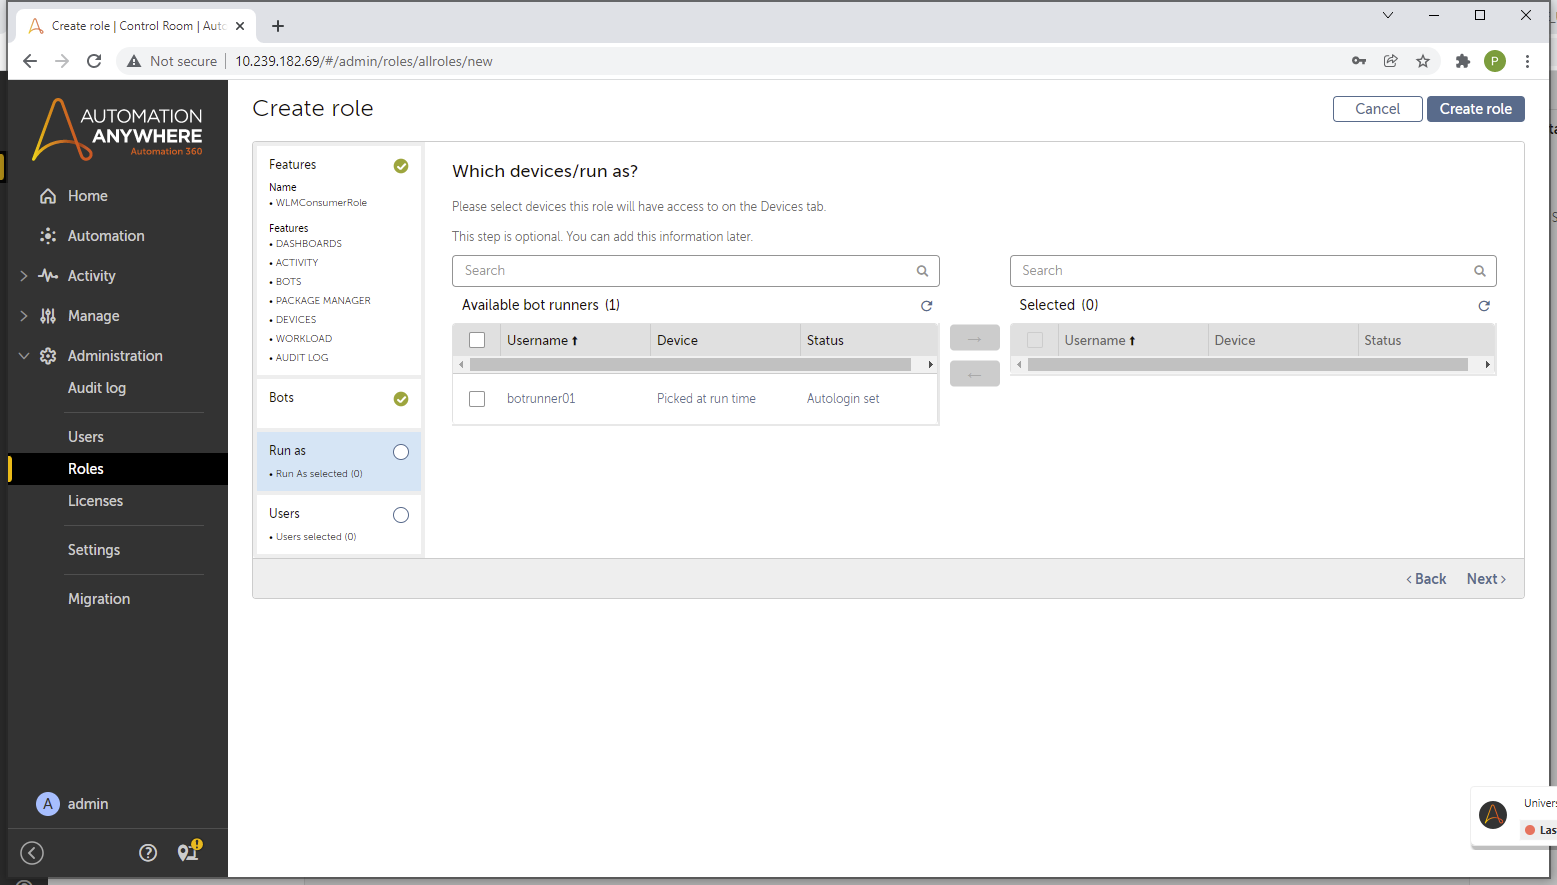 Create role | Control Room | Auto
Not secure
10.239.182.69/#/admin/roles/allroles/new
P
AUTOMATION
ANYWHERE
Automation 360
Home
Automation
Activity
Manage
Administration
Audit log
Users
Roles
Licenses
Settings
Migration
A admin
Create role
Cancel
Create role
Features
Name
• WLMConsumerRole
Features
• DASHBOARDS
• ACTIVITY
• BOTS
• PACKAGE MANAGER
• DEVICES
• WORKLOAD
• AUDIT LOG
Bots
Run as
• Run As selected (0)
Users
• Users selected (0)
Which devices/run as?
Please select devices this role will have access to on the Devices tab.
This step is optional. You can add this information later.
Search
Available bot runners (1)
Username Device Status
botrunner01 Picked at run time Autologin set
Search
Selected (0)
Username Device Status
Back
Next
Univers
Las